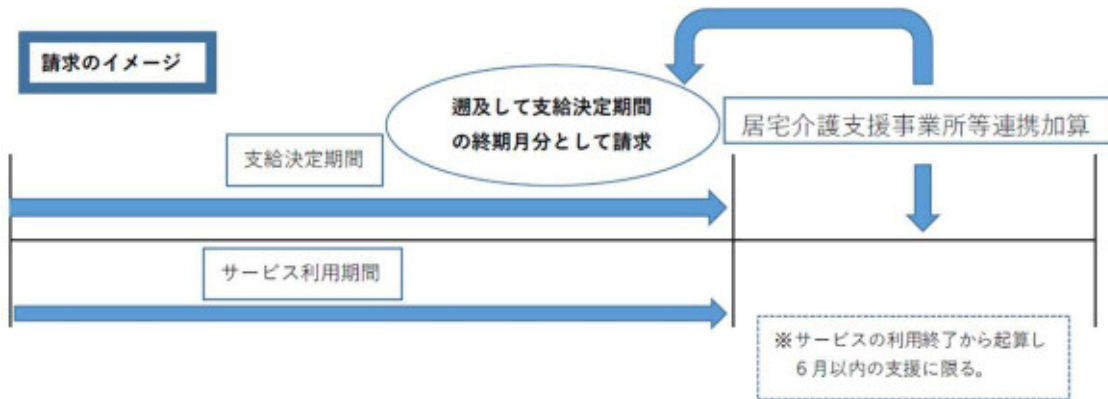 請求のイメージ
遡及して支給決定期間
の終期月分として請求
居宅介護支援事業所等連携加算
支給決定期間
サービス利用期間
※サービスの利用終了から起算し
６月以内の支援に限る。